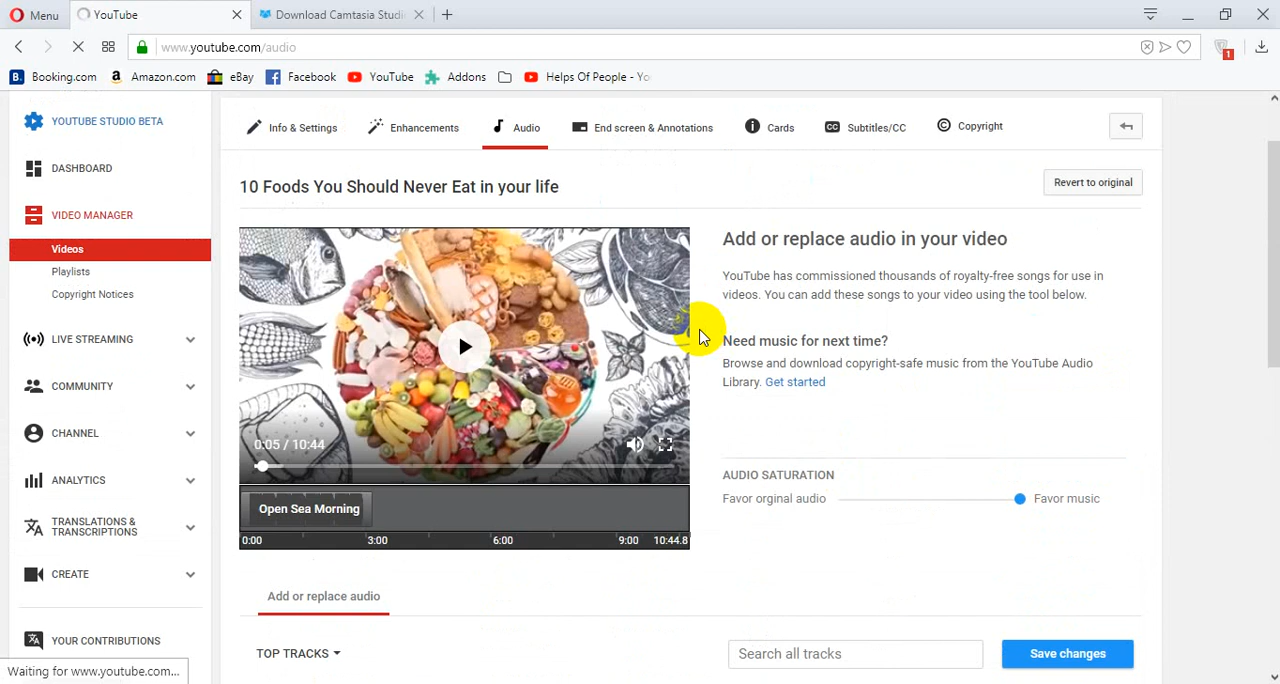 Menu
YouTube
Download Camtasia Studi
www.youtube.com/audio
1
B. Booking.com
a Amazon.com
eBay
Facebook
YouTube
Addons
Helps Of People - Yo
YOUTUBE STUDIO BETA
DASHBOARD
VIDEO MANAGER
Videos
Playlists
Copyright Notices
LIVE STREAMING
COMMUNITY
CHANNEL
ANALYTICS
TRANSLATIONS &
TRANSCRIPTIONS
CREATE
YOUR CONTRIBUTIONS
Waiting for www.youtube.com...
Info & Settings
Enhancements
Audio
End screen & Annotations
Cards
CC Subtitles/CC
© Copyright
10 Foods You Should Never Eat in your life
Revert to original
0:05 / 10:44
Open Sea Morning
0:00
3:00
6:00
9:00
10:44.8
Add or replace audio in your video
YouTube has commissioned thousands of royalty-free songs for use in
videos. You can add these songs to your video using the tool below.
Need music for next time?
Browse and download copyright-safe music from the YouTube Audio
Library. Get started
AUDIO SATURATION
Favor orginal audio
Favor music
Add or replace audio
TOP TRACKS
Search all tracks
Save changes